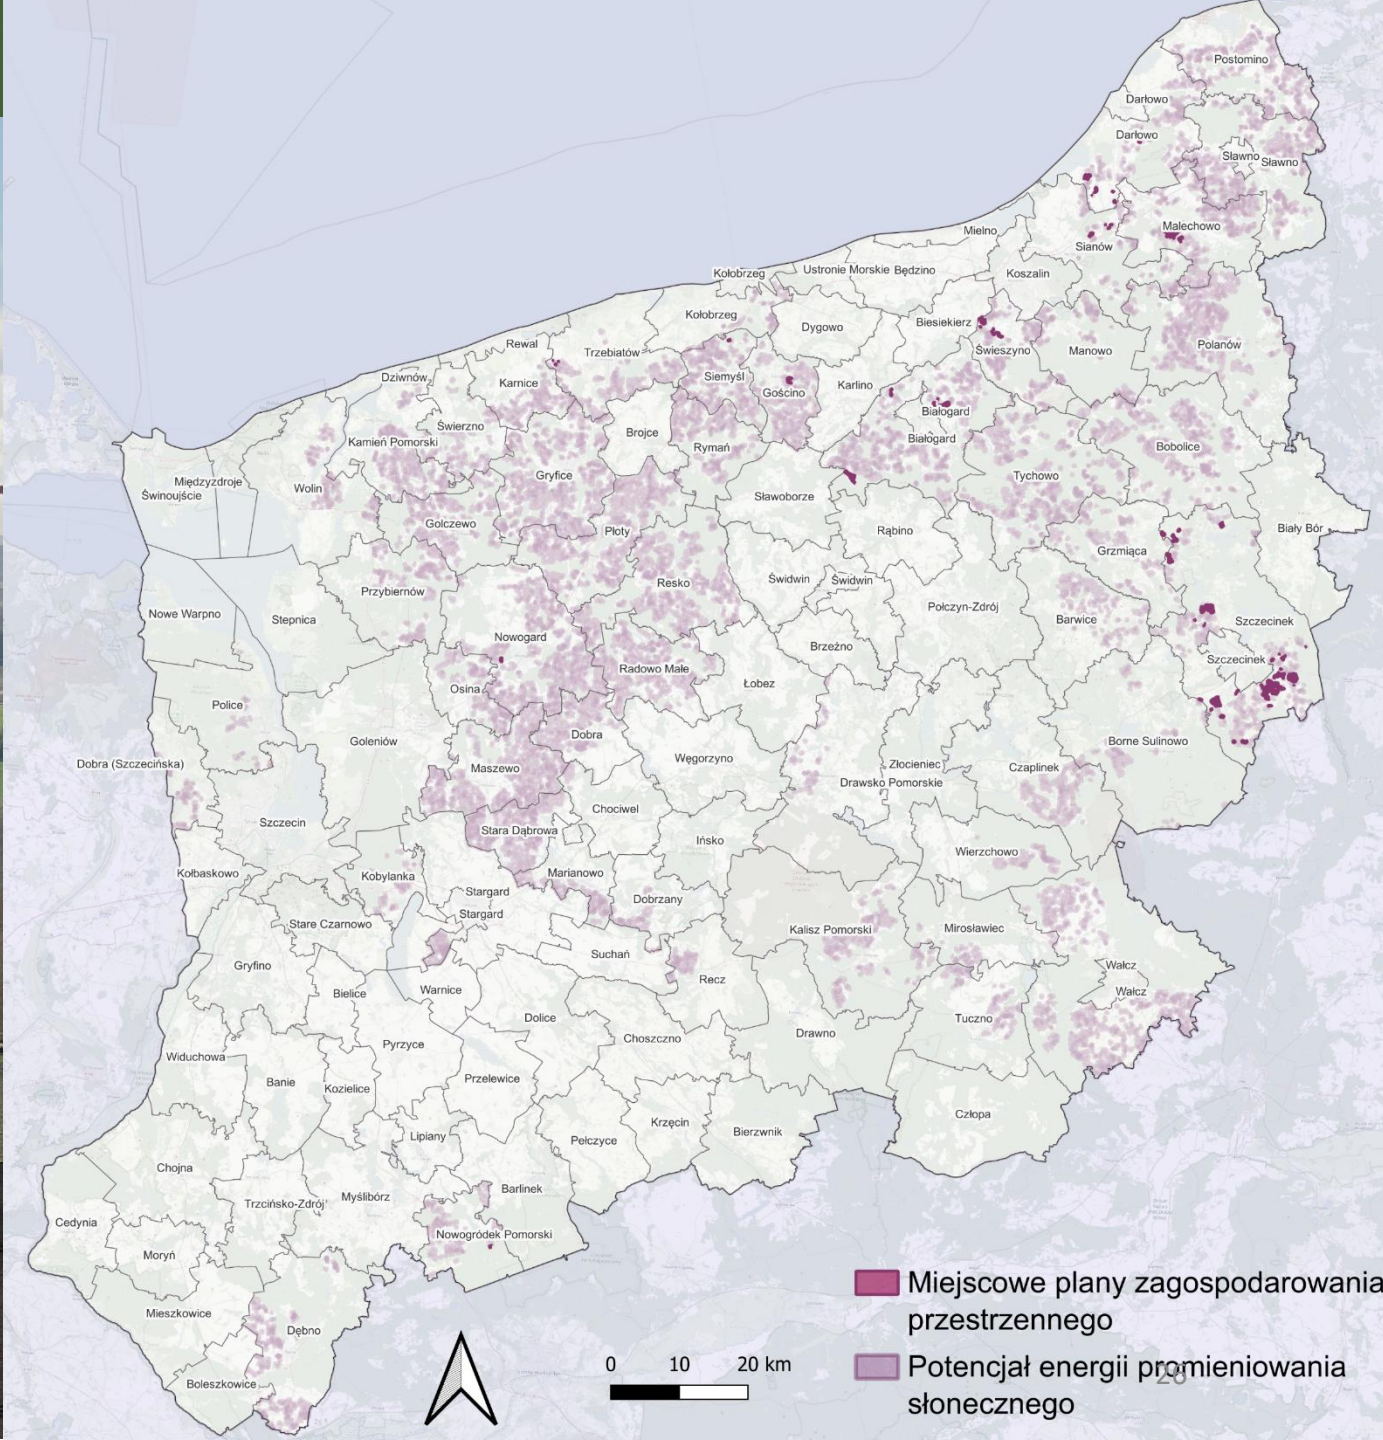 Postomino
Darłowo
Darłowo
Sławno
Sławno
Malechowo
Mielno
Sianów
Kołobrzeg
Ustronie Morskie
Będzino
Koszalin
Kołobrzeg
Dygowo
Biesiekierz
Świeszyno
Manowo
Polanów
Rewal
Trzebiatów
Dziwnów
Karnice
Siemyśl
Gościno
Karlino
Białogard
Świerzno
Kamień Pomorski
Brojce
Rymań
Białogard
Bobolice
Międzyzdroje
Świnoujście
Wolin
Gryfice
Sławoborze
Tychowo
Golczewo
Płoty
Rąbino
Biały Bór
Grzmiąca
Przybiernów
Resko
Świdwin
Świdwin
Nowe Warpno
Stepnica
Połczyn-Zdrój
Barwice
Szczecinek
Nowogard
Brzeżno
Szczecinek
Radowo Małe
Łobez
Osina
Police
Goleniów
Dobra
Borne Sulinowo
Dobra (Szczecińska)
Maszewo
Węgorzyno
Złocieniec
Czaplinek
Drawsko Pomorskie
Szczecin
Chociwel
Stara Dąbrowa
Ińsko
Wierzchowo
Kołbaskowo
Kobylanka
Marianowo
Stargard
Dobrzany
Stargard
Stare Czarnowo
Kalisz Pomorski
Mirosławiec
Suchań
Gryfino
Recz
Wałcz
Bielice
Warnice
Wałcz
Dolice
Tuczno
Choszczno
Drawno
Pyrzyce
Widuchowa
Banie
Kozielice
Przelewice
Człopa
Lipiany
Krzęcin
Pełczyce
Bierzwnik
Chojna
Trzcińsko-Zdrój
Myślibórz
Barlinek
Cedynia
Nowogródek Pomorski
Moryń
Mieszkowice
Dębno
Boleszkowice
0 10 20 km
Miejscowe plany zagospodarowania
przestrzennego
Potencjał energii promieniowania
słonecznego
26